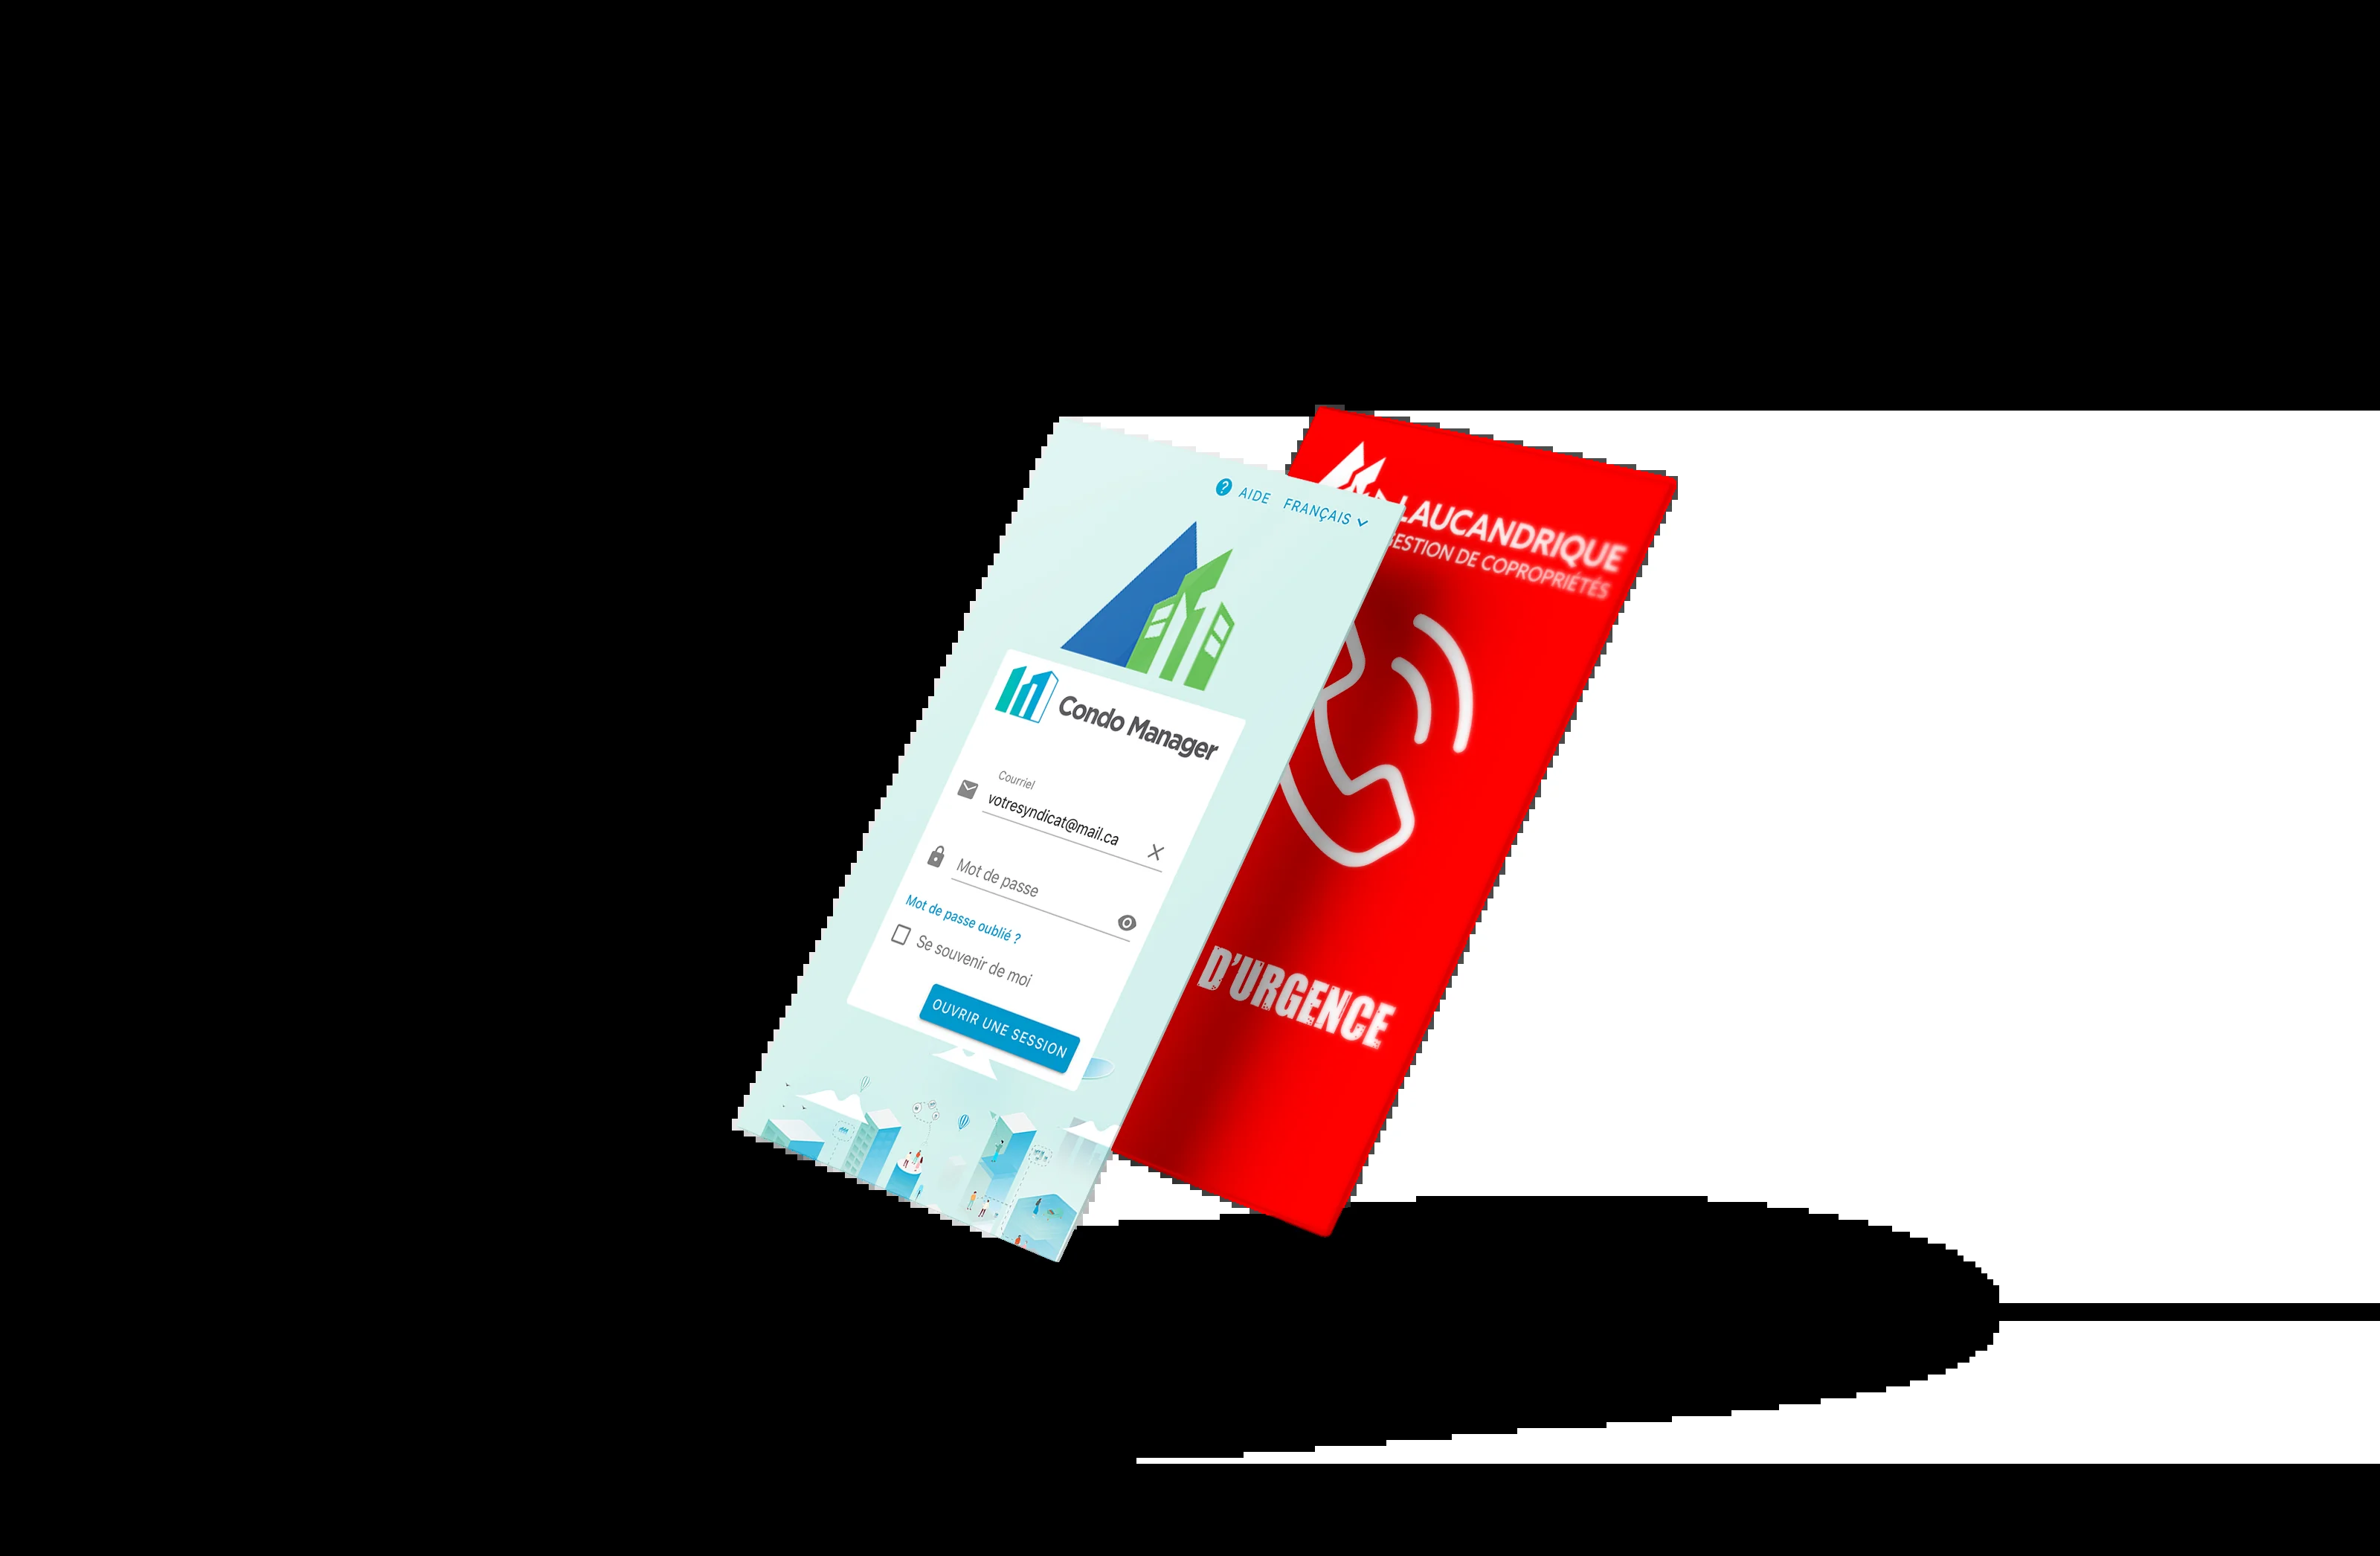 AIDE FRANÇAIS
Condo Manager
Courriel
votresyndicat@mail.ca
Mot de passe
Mot de passe oublié ?
Se souvenir de moi
OUVRIR UNE SESSION
LAUCANDRIQUE
GESTION DE COPROPRIÉTÉS
D'URGENCE